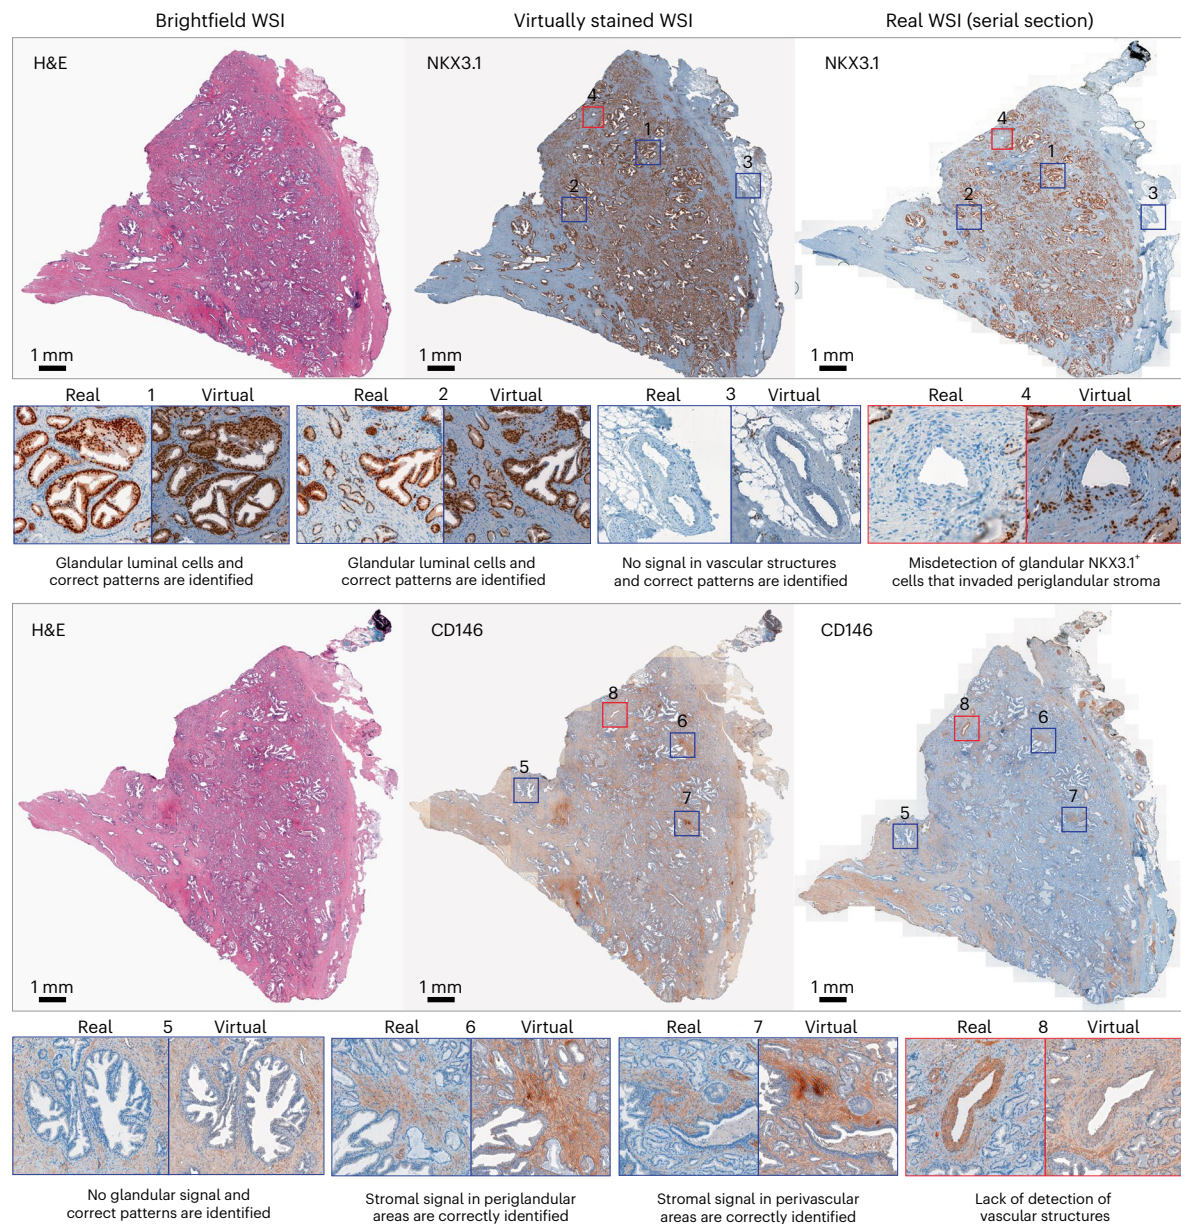 Brightfield WSI
Virtually stained WSI
Real WSI (serial section)
H&E
NKX3.1
NKX3.1
4
1
3
2
4
1
2
3
1 mm
1 mm
1 mm
Real 1 Virtual
Real 2 Virtual
Real 3 Virtual
Real 4 Virtual
Glandular luminal cells and
correct patterns are identified
Glandular luminal cells and
correct patterns are identified
No signal in vascular structures
and correct patterns are identified
Misdetection of glandular NKX3.1⁺
cells that invaded periglandular stroma
H&E
CD146
CD146
8
6
5
7
8
6
7
5
1 mm
1 mm
1 mm
Real 5 Virtual
Real 6 Virtual
Real 7 Virtual
Real 8 Virtual
No glandular signal and
correct patterns are identified
Stromal signal in periglandular
areas are correctly identified
Stromal signal in perivascular
areas are correctly identified
Lack of detection of
vascular structures